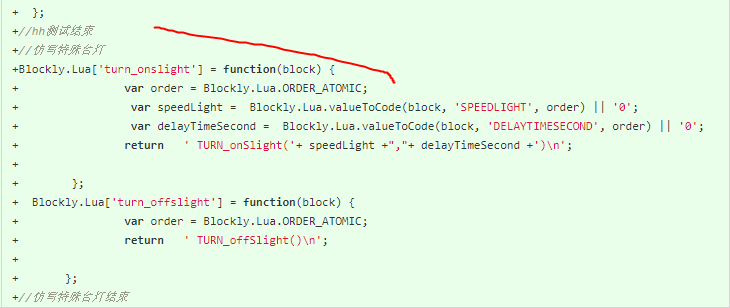 +  };
+//hh测试结束
+//仿写特殊台灯
+Blockly.Lua['turn_onslight'] = function(block) {
+ var order = Blockly.Lua.ORDER_ATOMIC;
+ var speedLight =  Blockly.Lua.valueToCode(block, 'SPEEDLIGHT', order) || '0';
+ var delayTimeSecond =  Blockly.Lua.valueToCode(block, 'DELAYTIMESECOND', order) || '0';
+ return   ' TURN_onSlight('+ speedLight +","+ delayTimeSecond +')\n';
+
+ };
+  Blockly.Lua['turn_offslight'] = function(block) {
+ var order = Blockly.Lua.ORDER_ATOMIC;
+ return   ' TURN_offSlight()\n';
+
+ };
+//仿写特殊台灯结束